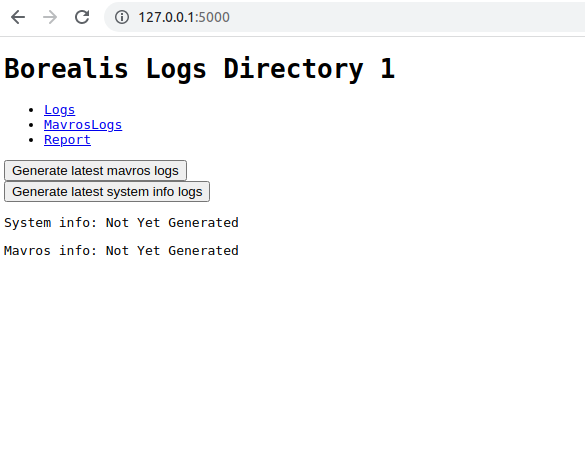 127.0.0.1:5000
Borealis Logs Directory 1
Logs
MavrosLogs
Report
Generate latest mavros logs
Generate latest system info logs
System info: Not Yet Generated
Mavros info: Not Yet Generated